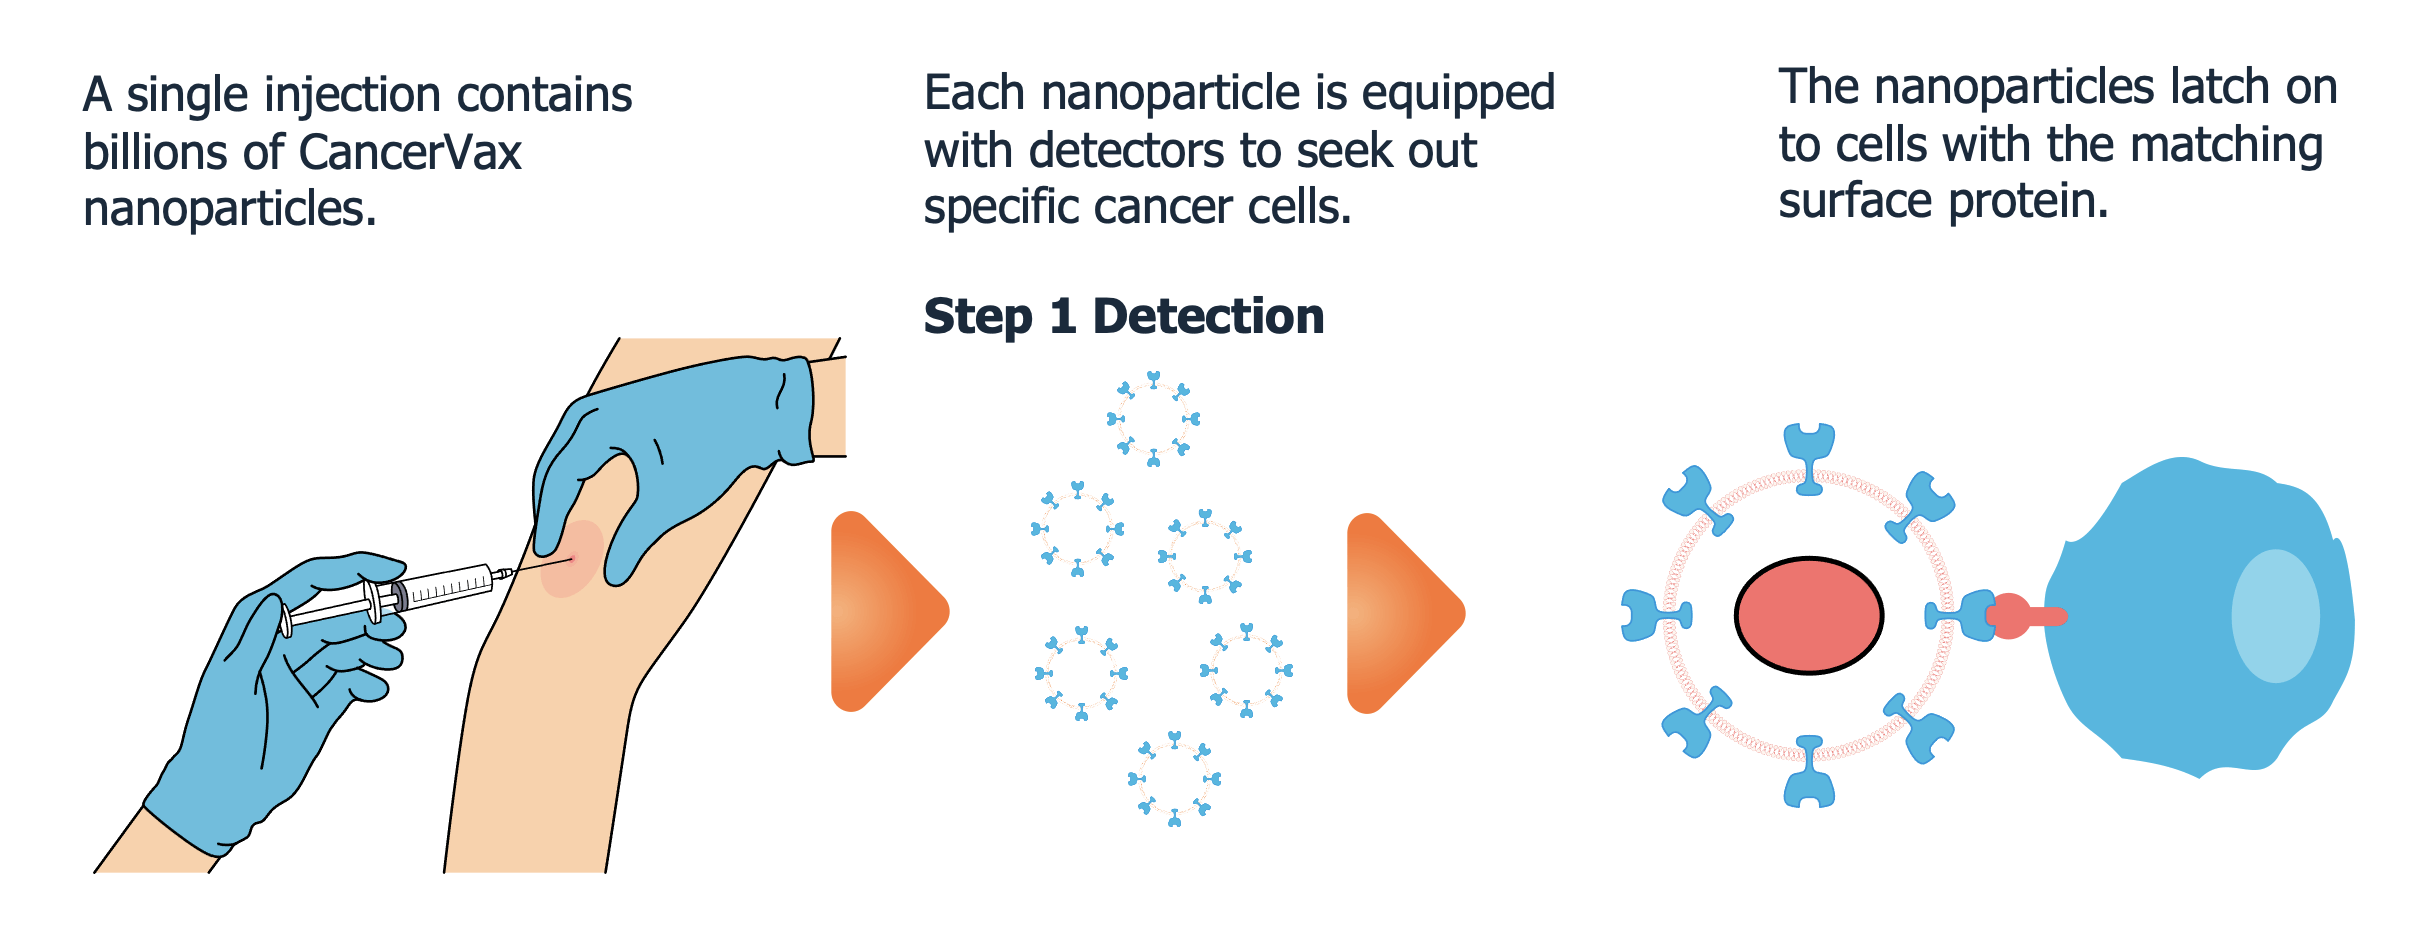 A single injection contains
billions of CancerVax
nanoparticles.
Each nanoparticle is equipped
with detectors to seek out
specific cancer cells.
Step 1 Detection
The nanoparticles latch on
to cells with the matching
surface protein.